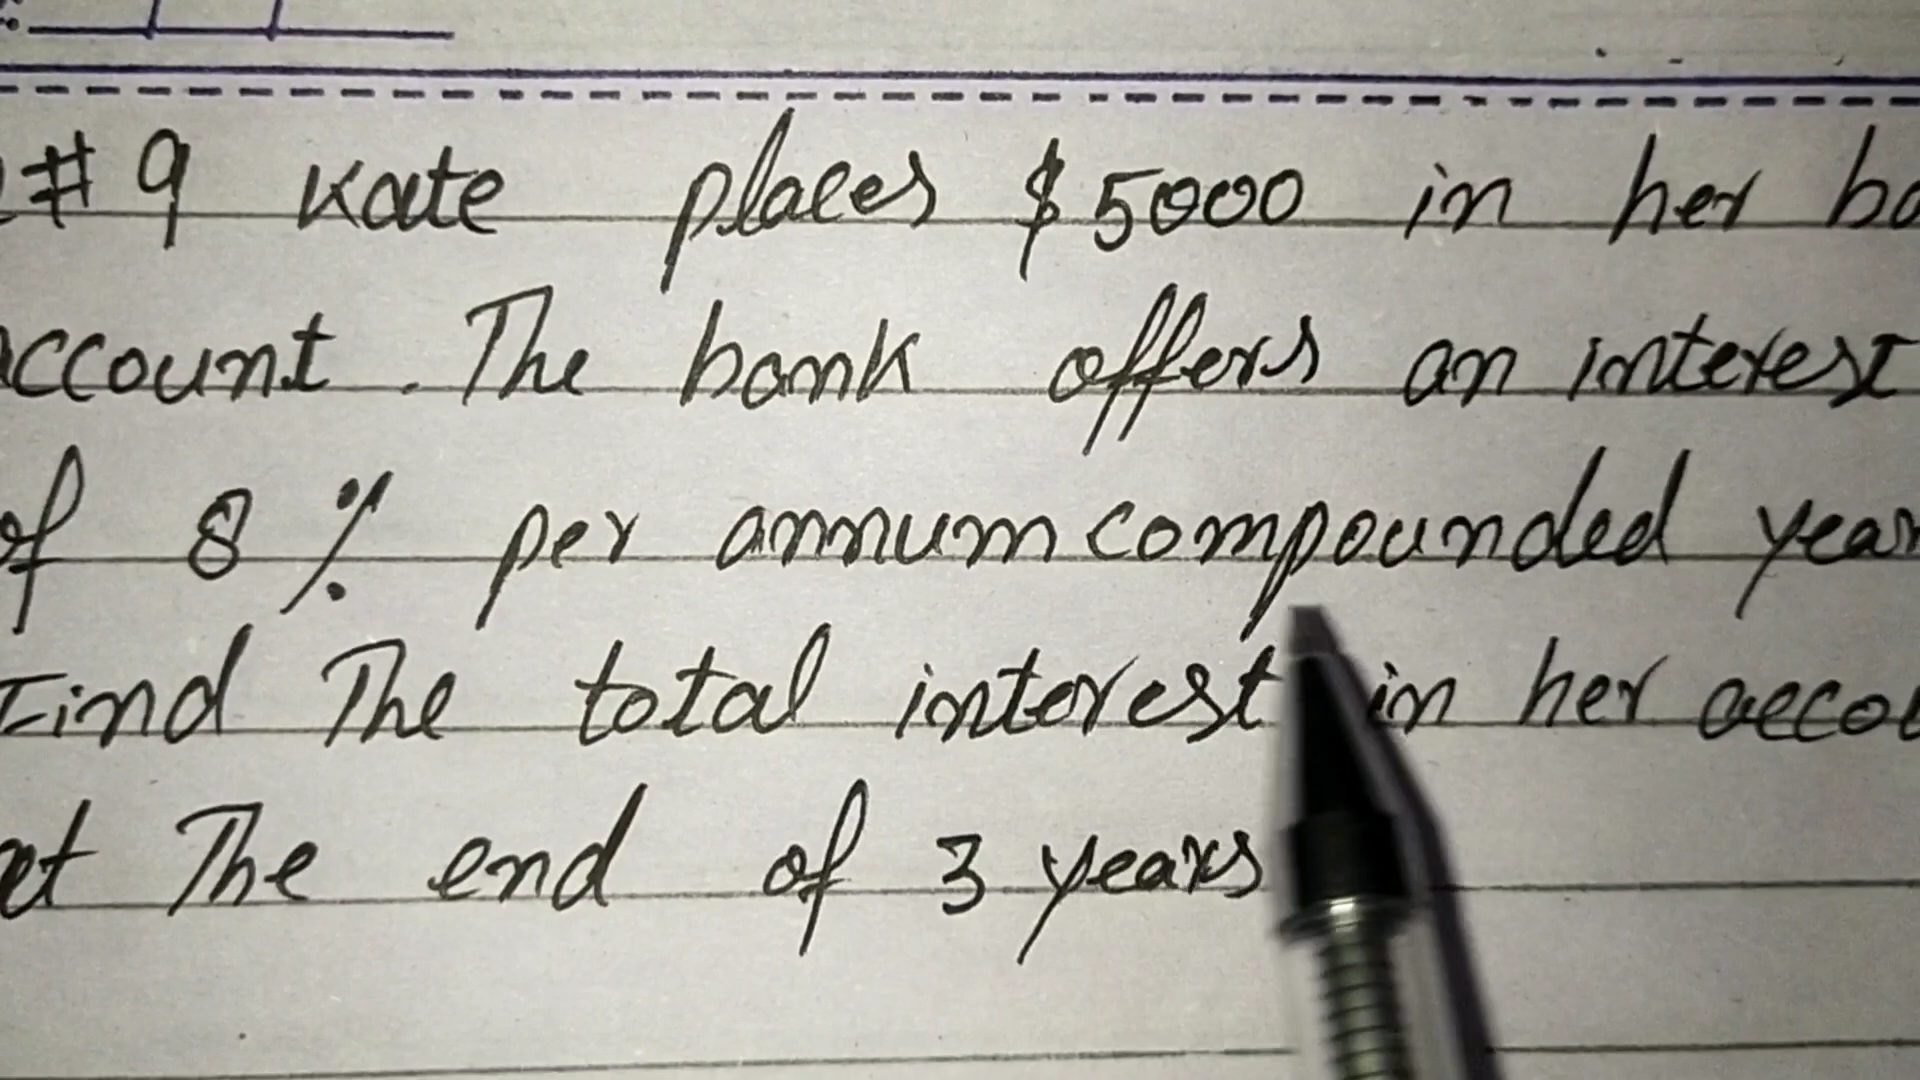 # 9 Kate places $ 5000 in her
account. The bank offers an interest
of 8 % per annum compounded
Find The total interest in her
at The end of 3 years